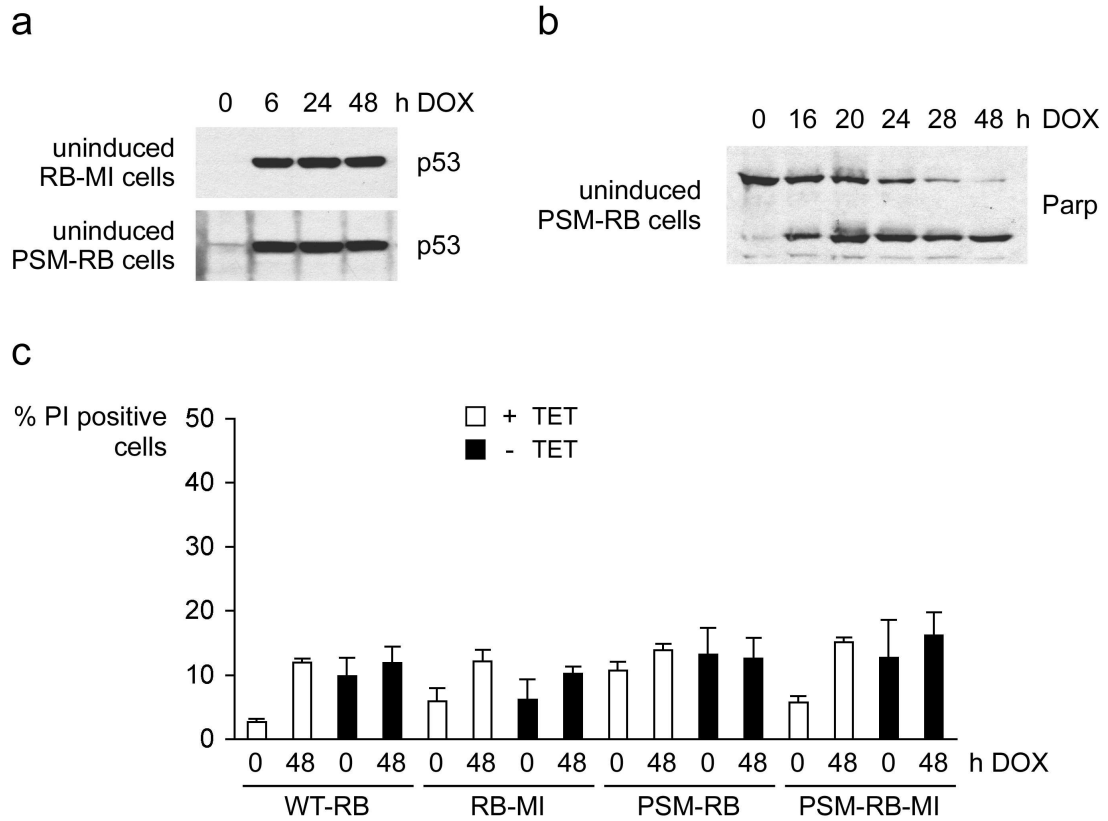 a
0 6 24 48 h DOX
uninduced
RB-MI cells
p53
uninduced
PSM-RB cells
p53
b
0 16 20 24 28 48 h DOX
uninduced
PSM-RB cells
Parp
c
% PI positive
cells
50
40
30
20
10
0
+ TET
- TET
0 48 0 48 0 48 0 48 0 48 0 48 0 48 0 48 h DOX
WT-RB RB-MI PSM-RB PSM-RB-MI